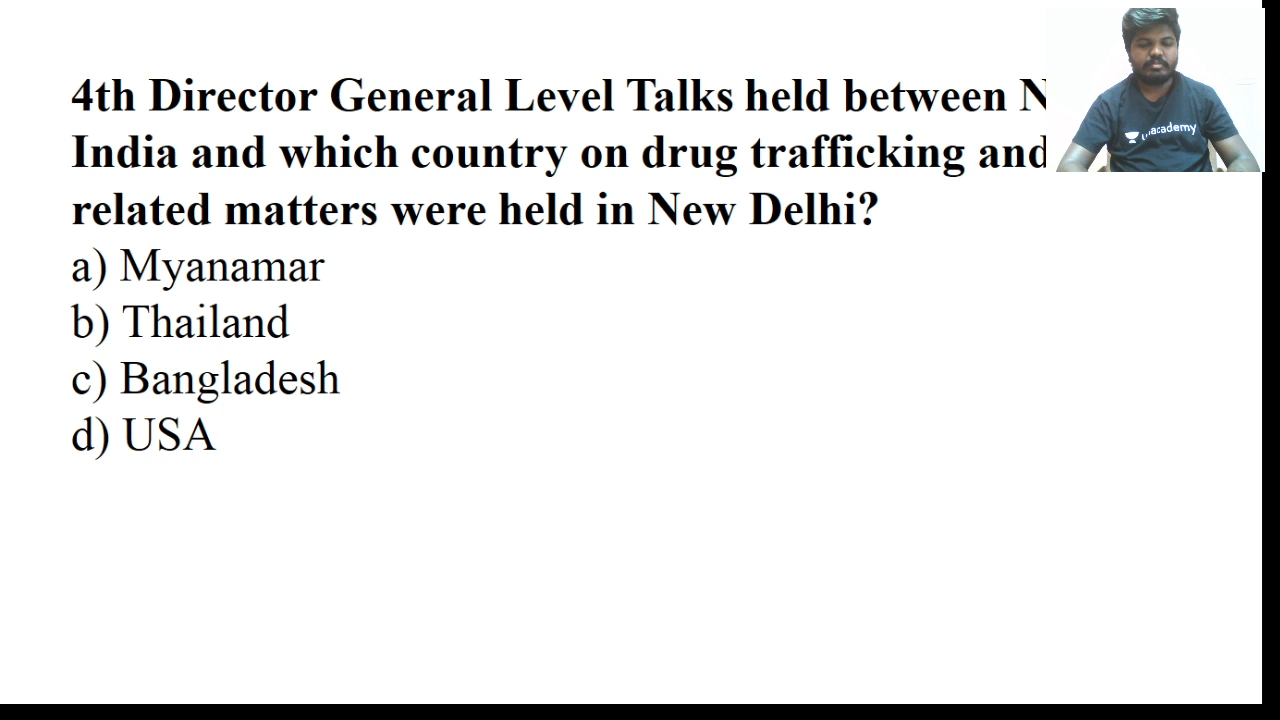 4th Director General Level Talks held between
India and which country on drug trafficking and
related matters were held in New Delhi?
a) Myanamar
b) Thailand
c) Bangladesh
d) USA